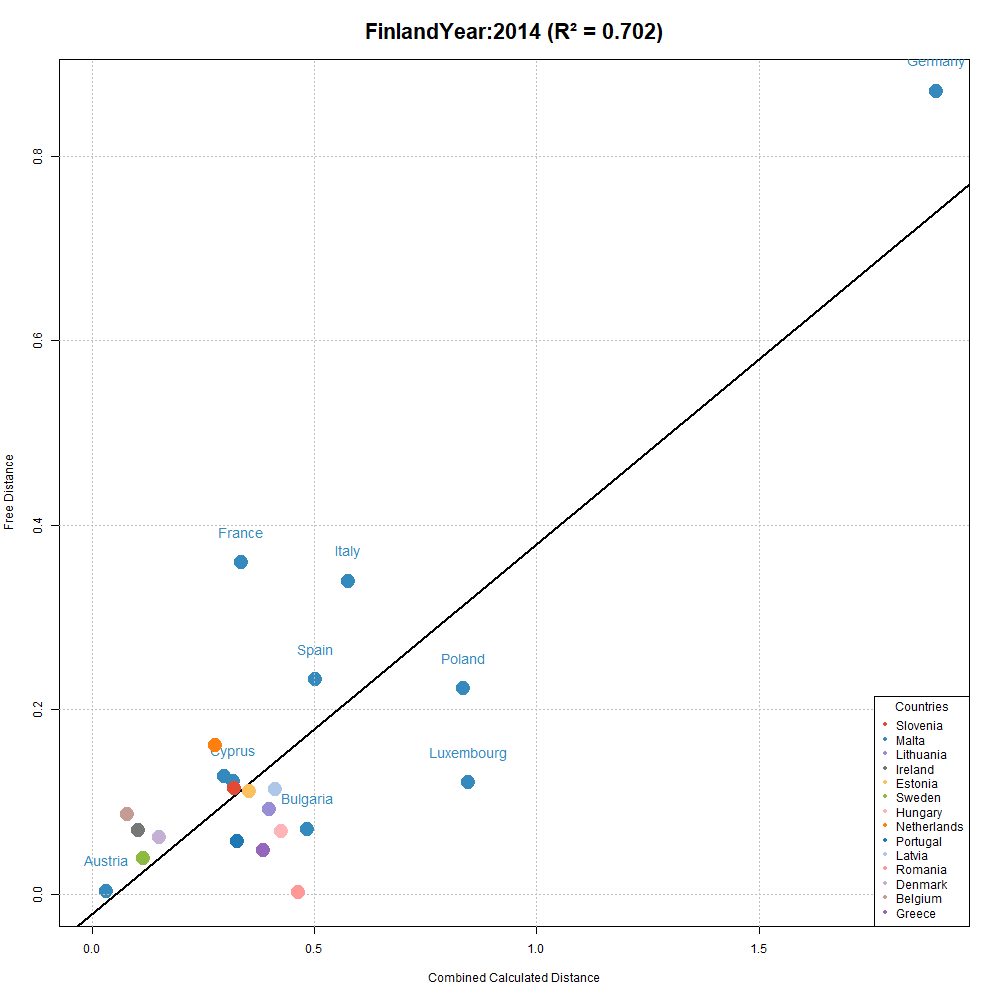 FinlandYear:2014 (R² = 0.702)
Germany
0.8
0.6
Free Distance
0.4
France
Italy
Spain
Poland
0.2
Cyprus
Luxembourg
Bulgaria
Austria
0.0
Countries
Slovenia
Malta
Lithuania
Ireland
Estonia
Sweden
Hungary
Netherlands
Portugal
Latvia
Romania
Denmark
Belgium
Greece
0.0 0.5 1.0 1.5
Combined Calculated Distance